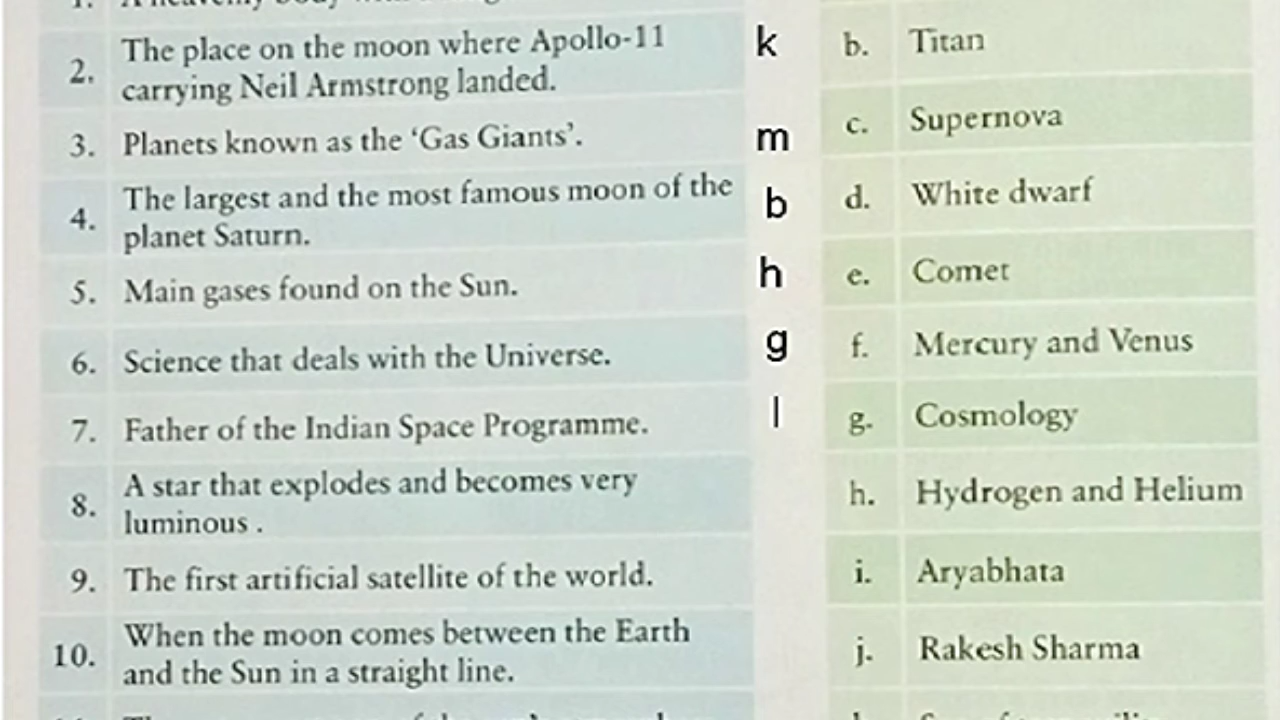 1. A heavenly body with a
2. The place on the moon where Apollo-11
carrying Neil Armstrong landed.
k
b. Titan
3. Planets known as the ‘Gas Giants’.
m
c. Supernova
4. The largest and the most famous moon of the
planet Saturn.
b
d. White dwarf
5. Main gases found on the Sun.
h
e. Comet
6. Science that deals with the Universe.
g
f. Mercury and Venus
7. Father of the Indian Space Programme.
l
g. Cosmology
8. A star that explodes and becomes very
luminous .
h. Hydrogen and Helium
9. The first artificial satellite of the world.
i. Aryabhata
10. When the moon comes between the Earth
and the Sun in a straight line.
j. Rakesh Sharma